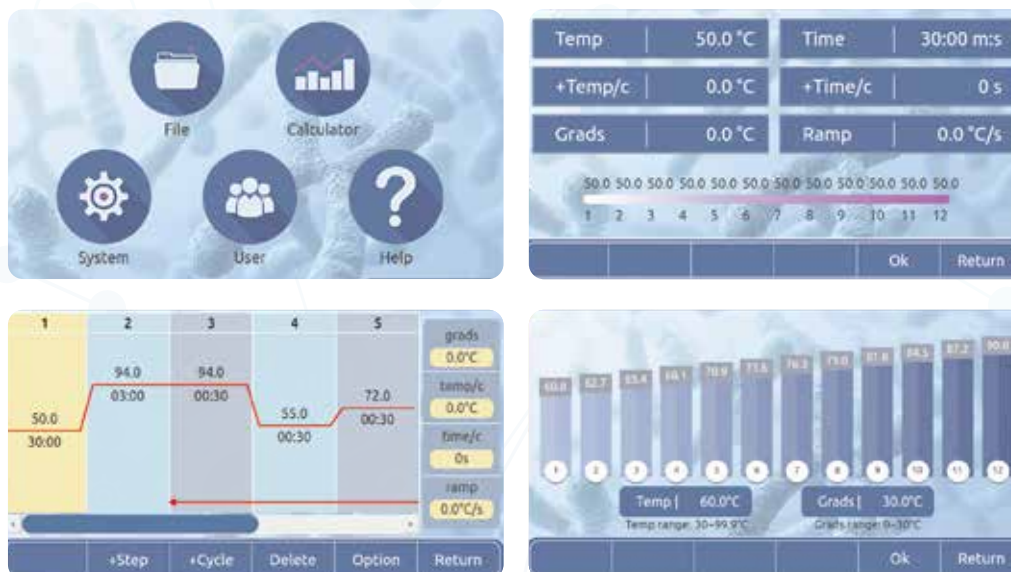 File
Calculator
System
User
Help
Temp | 50.0 °C
Time | 30:00 m:s
+Temp/c | 0.0 °C
+Time/c | 0 s
Grads | 0.0 °C
Ramp | 0.0 °C/s
50.0 50.0 50.0 50.0 50.0 50.0 50.0 50.0 50.0 50.0 50.0 50.0
1 2 3 4 5 6 7 8 9 10 11 12
Ok Return
1 2 3 4 5
50.0
30:00
94.0
03:00
94.0
00:30
55.0
00:30
72.0
00:30
grads
0.0°C
temp/c
0.0°C
time/c
0s
ramp
0.0°C/s
+Step +Cycle Delete Option Return
60.0 62.7 65.4 68.1 70.9 73.6 76.3 79.0 81.8 84.5 87.2 90.0
1 2 3 4 5 6 7 8 9 10 11 12
Temp | 60.0°C
Temp range: 30~99.9°C
Grads | 30.0°C
Grads range: 0~30°C
Ok Return